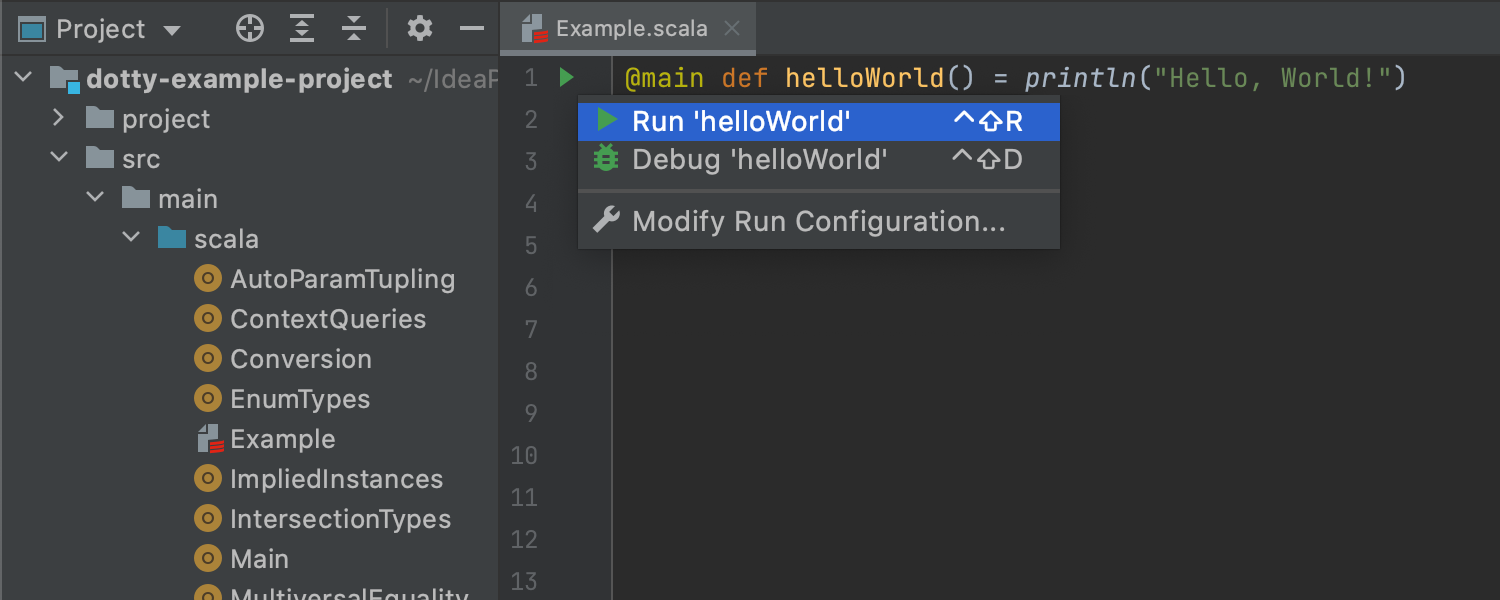 Project
dotty-example-project ~/IdeaP
project
src
main
scala
AutoParamTupling
ContextQueries
Conversion
EnumTypes
Example
ImpliedInstances
IntersectionTypes
Main
MultiversalEquality
Example.scala
1 @main def helloWorld() = println("Hello, World!")
2
3
4
5
6
7
8
9
10
11
12
13
Run 'helloWorld' ^⇧R
Debug 'helloWorld' ^⇧D
Modify Run Configuration...